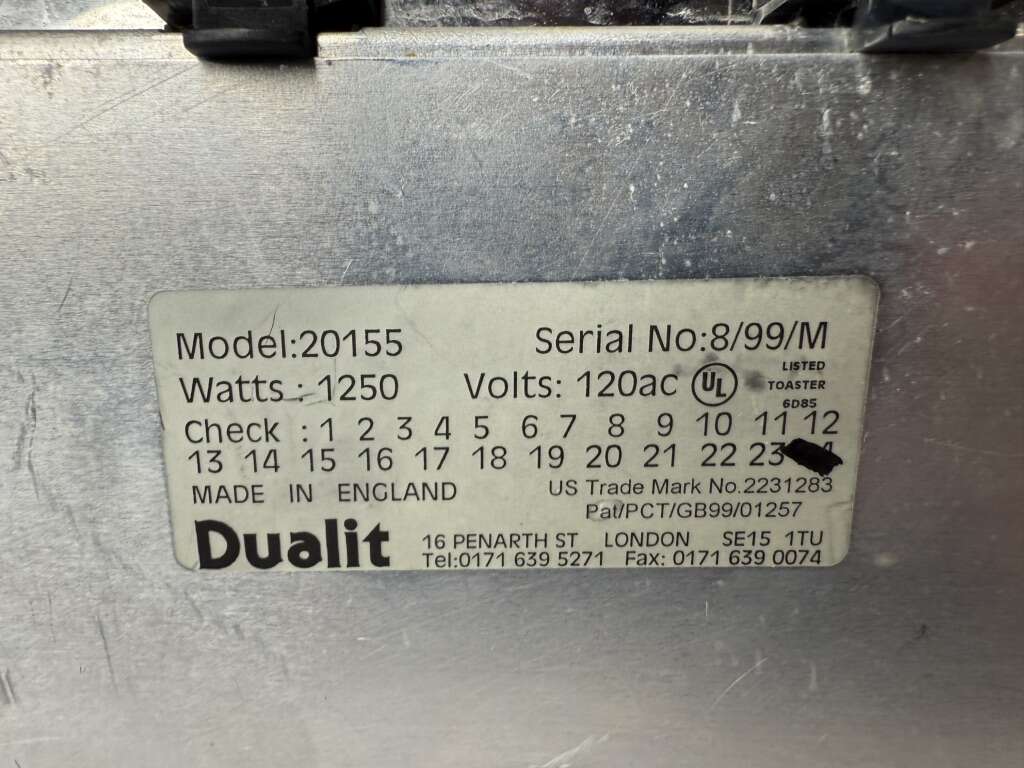 Model:20155 Serial No:8/99/M
Watts : 1250 Volts: 120ac UL LISTED TOASTER 6D85
Check : 1 2 3 4 5 6 7 8 9 10 11 12
13 14 15 16 17 18 19 20 21 22 23
MADE IN ENGLAND US Trade Mark No.2231283
Pat/PCT/GB99/01257
Dualit 16 PENARTH ST LONDON SE15 1TU
Tel:0171 639 5271 Fax: 0171 639 0074